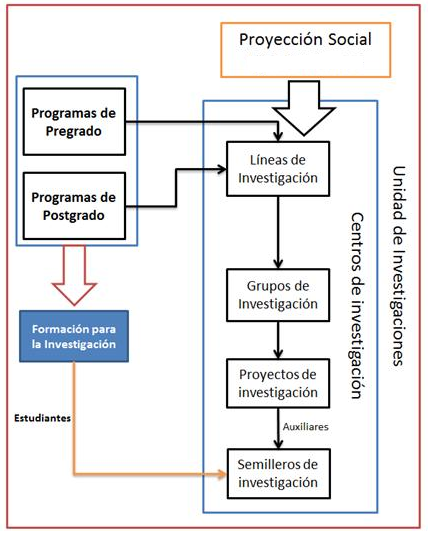 Proyección Social
Programas de
Pregrado
Programas de
Postgrado
Líneas de
Investigación
Grupos de
Investigación
Proyectos de
investigación
Auxiliares
Semilleros de
investigación
Formación para
la Investigación
Estudiantes
Centros de investigación
Unidad de Investigaciones